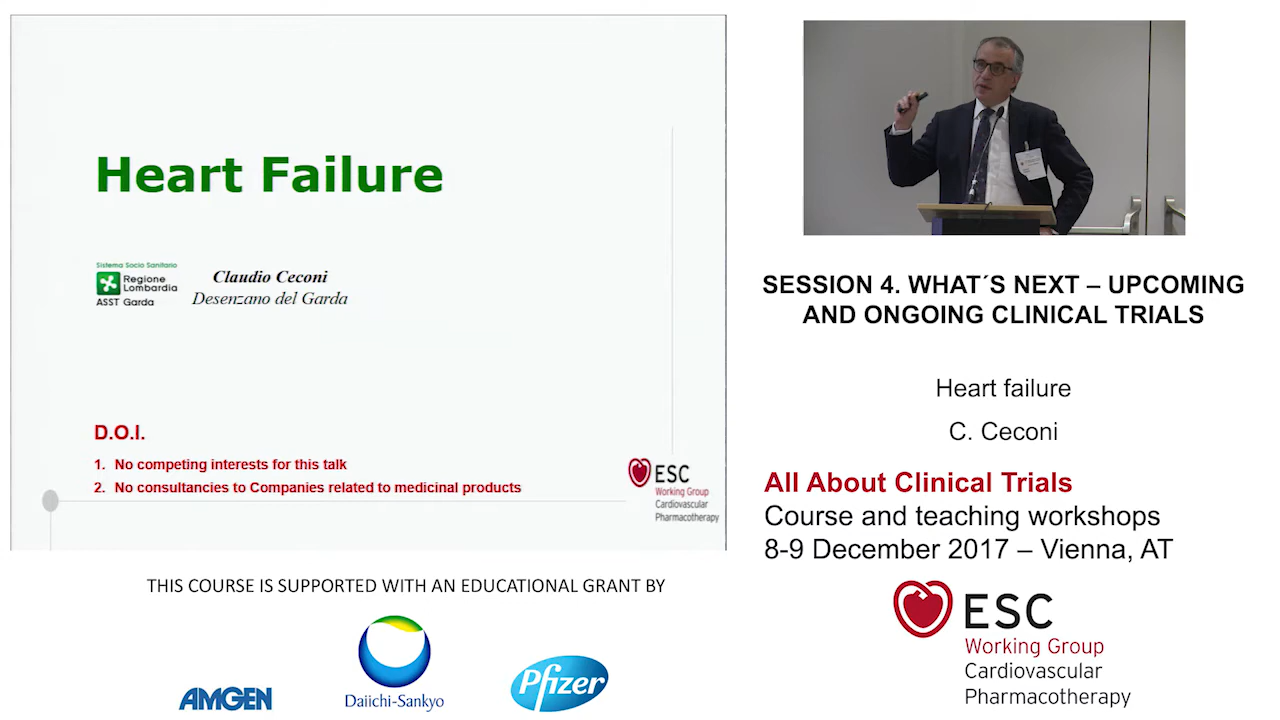 Heart Failure
Sistema Socio Sanitario
Regione
Lombardia
ASST Garda
Claudio Ceconi
Desenzano del Garda
D.O.I.
1. No competing interests for this talk
2. No consultancies to Companies related to medicinal products
ESC
Working Group
Cardiovascular
Pharmacotherapy
THIS COURSE IS SUPPORTED WITH AN EDUCATIONAL GRANT BY
AMGEN
Daiichi-Sankyo
Pfizer
SESSION 4. WHAT´S NEXT – UPCOMING
AND ONGOING CLINICAL TRIALS
Heart failure
C. Ceconi
All About Clinical Trials
Course and teaching workshops
8-9 December 2017 – Vienna, AT
ESC
Working Group
Cardiovascular
Pharmacotherapy